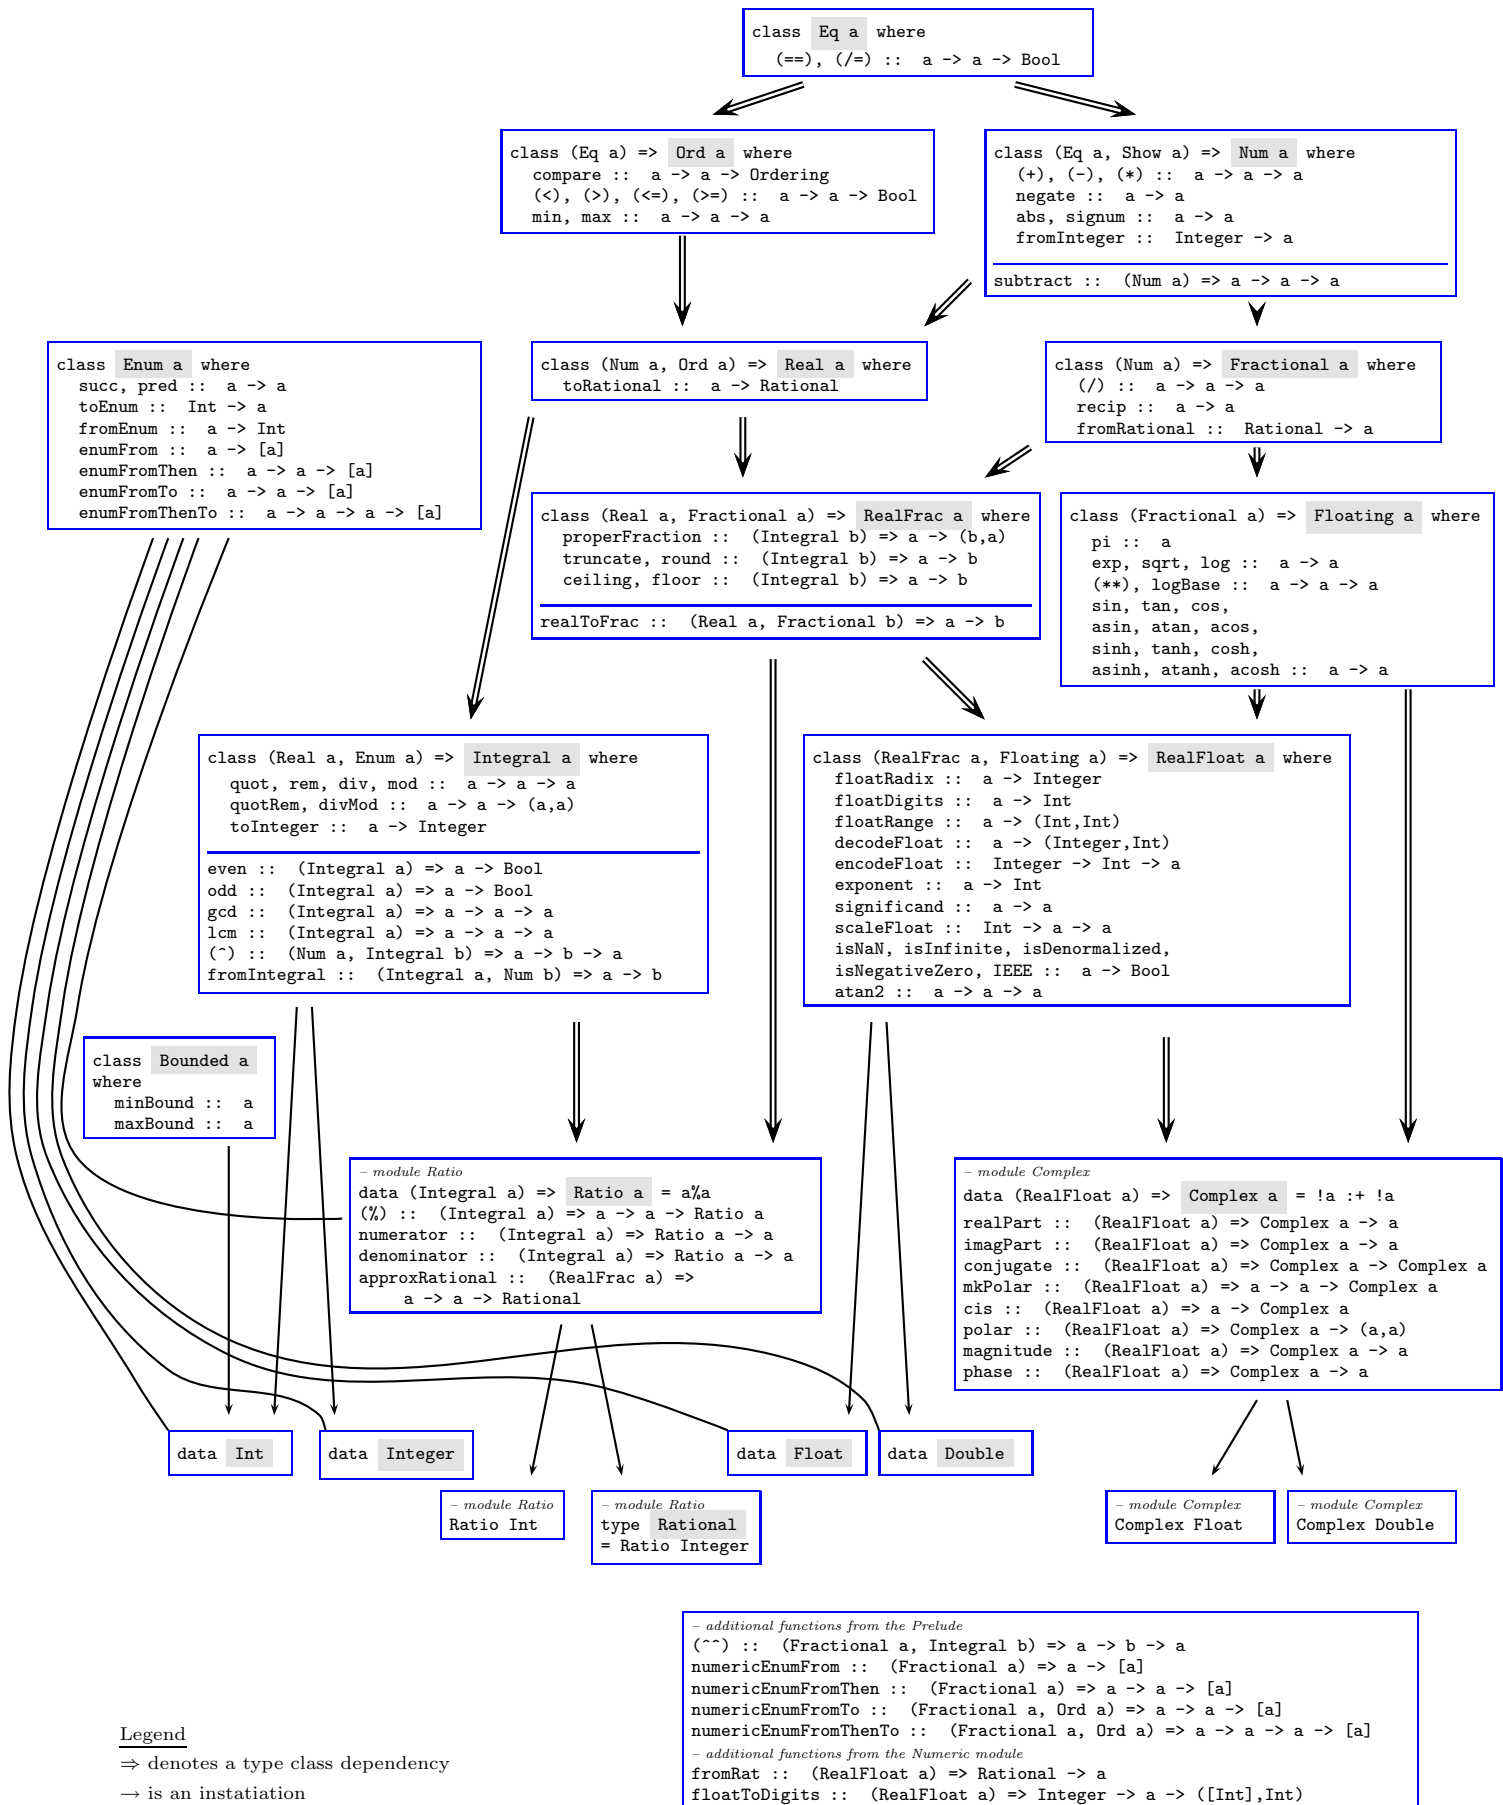 class Eq a where
(==), (/=) :: a -> a -> Bool
class (Eq a) => Ord a where
compare :: a -> a -> Ordering
(<), (>), (<=), (>=) :: a -> a -> Bool
min, max :: a -> a -> a
class (Eq a, Show a) => Num a where
(+), (-), (*) :: a -> a -> a
negate :: a -> a
abs, signum :: a -> a
fromInteger :: Integer -> a
subtract :: (Num a) => a -> a -> a
class Enum a where
succ, pred :: a -> a
toEnum :: Int -> a
fromEnum :: a -> Int
enumFrom :: a -> [a]
enumFromThen :: a -> a -> [a]
enumFromTo :: a -> a -> [a]
enumFromThenTo :: a -> a -> a -> [a]
class (Num a, Ord a) => Real a where
toRational :: a -> Rational
class (Num a) => Fractional a where
(/) :: a -> a -> a
recip :: a -> a
fromRational :: Rational -> a
class (Real a, Fractional a) => RealFrac a where
properFraction :: (Integral b) => a -> (b,a)
truncate, round :: (Integral b) => a -> b
ceiling, floor :: (Integral b) => a -> b
realToFrac :: (Real a, Fractional b) => a -> b
class (Fractional a) => Floating a where
pi :: a
exp, sqrt, log :: a -> a
(**), logBase :: a -> a -> a
sin, tan, cos,
asin, atan, acos,
sinh, tanh, cosh,
asinh, atanh, acosh :: a -> a
class (Real a, Enum a) => Integral a where
quot, rem, div, mod :: a -> a -> a
quotRem, divMod :: a -> a -> (a,a)
toInteger :: a -> Integer
even :: (Integral a) => a -> Bool
odd :: (Integral a) => a -> Bool
gcd :: (Integral a) => a -> a -> a
lcm :: (Integral a) => a -> a -> a
(^) :: (Num a, Integral b) => a -> b -> a
fromIntegral :: (Integral a, Num b) => a -> b
class (RealFrac a, Floating a) => RealFloat a where
floatRadix :: a -> Integer
floatDigits :: a -> Int
floatRange :: a -> (Int,Int)
decodeFloat :: a -> (Integer,Int)
encodeFloat :: Integer -> Int -> a
exponent :: a -> Int
significand :: a -> a
scaleFloat :: Int -> a -> a
isNaN, isInfinite, isDenormalized,
isNegativeZero, IEEE :: a -> Bool
atan2 :: a -> a -> a
class Bounded a
where
minBound :: a
maxBound :: a
– module Ratio
data (Integral a) => Ratio a = a%a
(%) :: (Integral a) => a -> a -> Ratio a
numerator :: (Integral a) => Ratio a -> a
denominator :: (Integral a) => Ratio a -> a
approxRational :: (RealFrac a) =>
a -> a -> Rational
– module Complex
data (RealFloat a) => Complex a = !a :+ !a
realPart :: (RealFloat a) => Complex a -> a
imagPart :: (RealFloat a) => Complex a -> a
conjugate :: (RealFloat a) => Complex a -> Complex a
mkPolar :: (RealFloat a) => a -> a -> Complex a
cis :: (RealFloat a) => a -> Complex a
polar :: (RealFloat a) => Complex a -> (a,a)
magnitude :: (RealFloat a) => Complex a -> a
phase :: (RealFloat a) => Complex a -> a
data Int
data Integer
data Float
data Double
– module Ratio
Ratio Int
– module Ratio
type Rational
= Ratio Integer
– module Complex
Complex Float
– module Complex
Complex Double
– additional functions from the Prelude
(^^) :: (Fractional a, Integral b) => a -> b -> a
numericEnumFrom :: (Fractional a) => a -> [a]
numericEnumFromThen :: (Fractional a) => a -> a -> [a]
numericEnumFromTo :: (Fractional a, Ord a) => a -> a -> [a]
numericEnumFromThenTo :: (Fractional a, Ord a) => a -> a -> a -> [a]
– additional functions from the Numeric module
fromRat :: (RealFloat a) => Rational -> a
floatToDigits :: (RealFloat a) => Integer -> a -> ([Int],Int)
Legend
⇒ denotes a type class dependency
→ is an instatiation